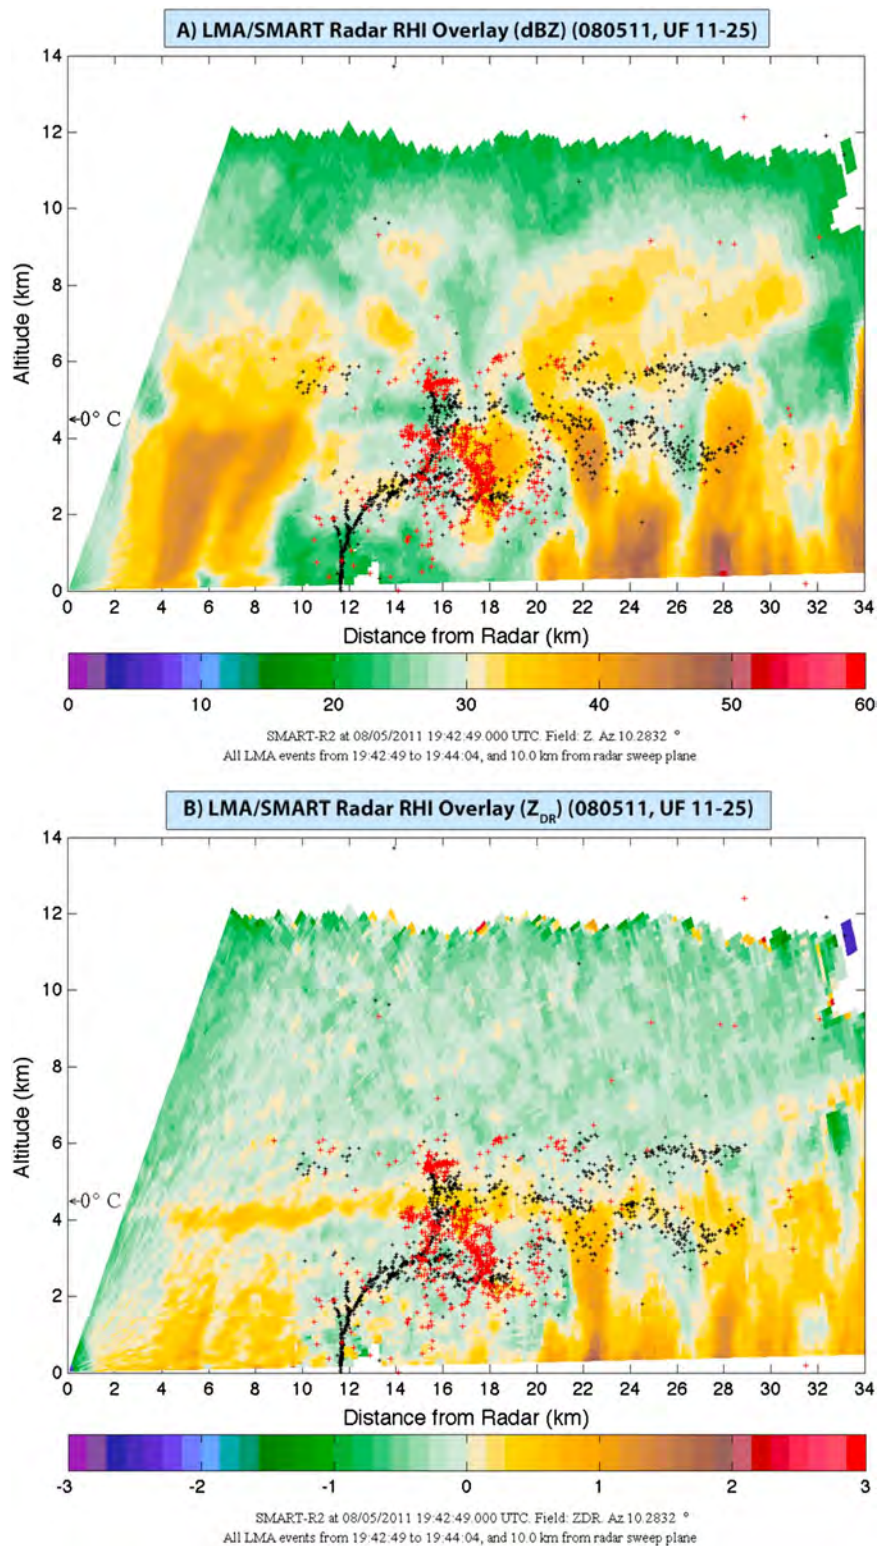 A) LMA/SMART Radar RHI Overlay (dBZ) (080511, UF 11-25)
14
12
10
8
6
4
2
0
Altitude (km)
0° C
0 2 4 6 8 10 12 14 16 18 20 22 24 26 28 30 32 34
Distance from Radar (km)
0 10 20 30 40 50 60
SMART-R2 at 08/05/2011 19:42:49.000 UTC. Field: Z. Az.10.2832 °
All LMA events from 19:42:49 to 19:44:04, and 10.0 km from radar sweep plane
B) LMA/SMART Radar RHI Overlay (Z_DR) (080511, UF 11-25)
14
12
10
8
6
4
2
0
Altitude (km)
0° C
0 2 4 6 8 10 12 14 16 18 20 22 24 26 28 30 32 34
Distance from Radar (km)
-3 -2 -1 0 1 2 3
SMART-R2 at 08/05/2011 19:42:49.000 UTC. Field: ZDR. Az.10.2832 °
All LMA events from 19:42:49 to 19:44:04, and 10.0 km from radar sweep plane